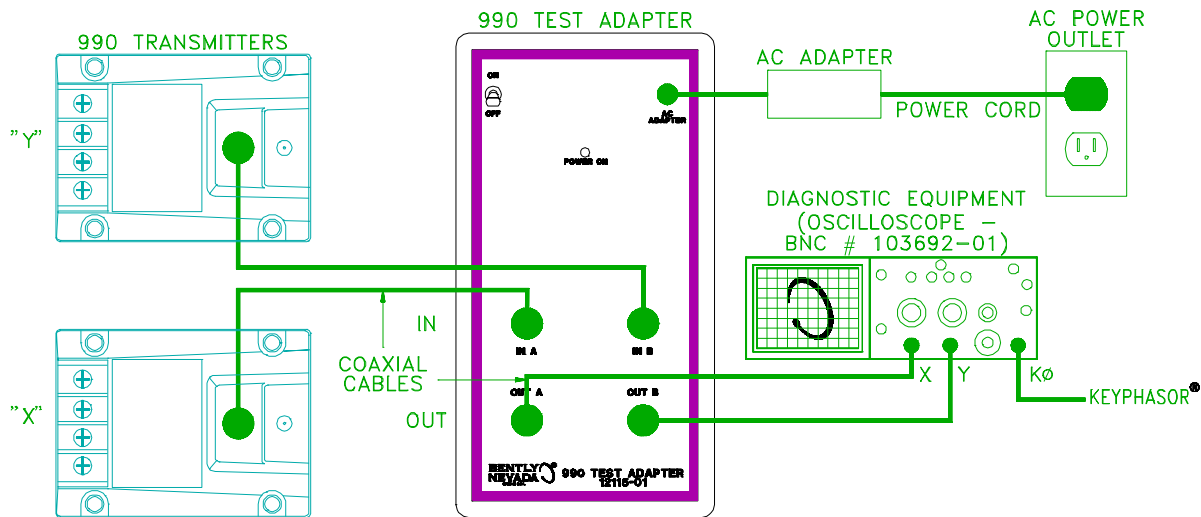 990 TEST ADAPTER
AC POWER
OUTLET
990 TRANSMITTERS
AC ADAPTER
ON
OFF
AC
ADAPTER
POWER CORD
"Y"
POWER ON
DIAGNOSTIC EQUIPMENT
(OSCILLOSCOPE –
BNC # 103692–01)
IN
IN A
IN B
COAXIAL
CABLES
X
Y
KØ
OUT A
OUT B
KEYPHASOR®
"X"
OUT
BENTLY
NEVADA
990 TEST ADAPTER
12115-01